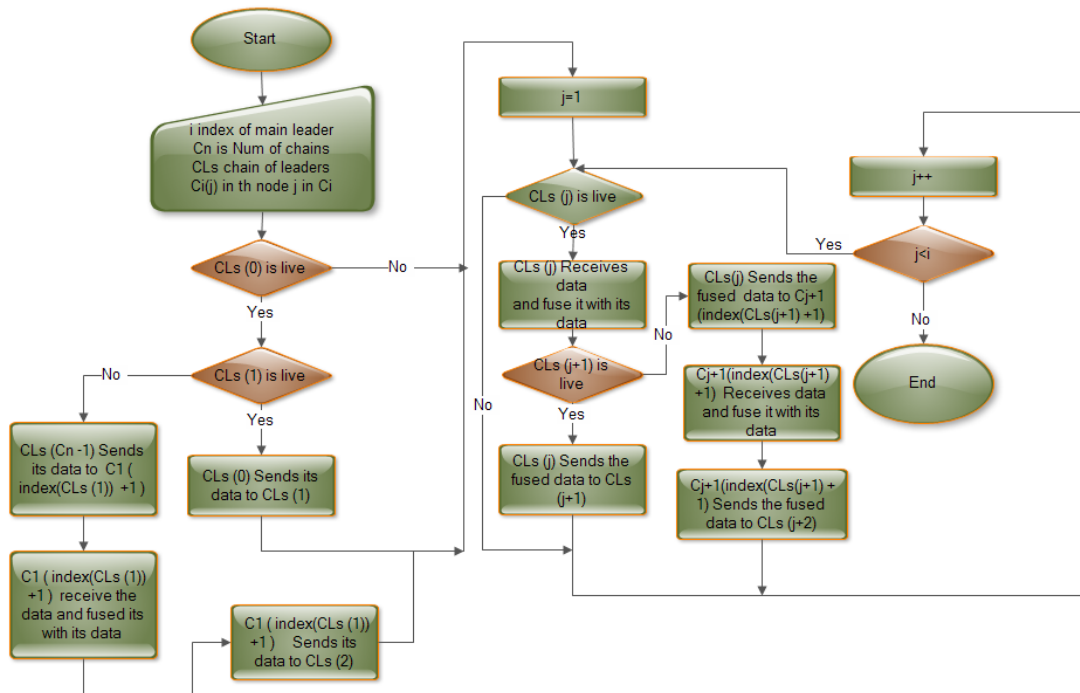 Start
i index of main leader
Cn is Num of chains
CLs chain of leaders
Ci(j) in th node j in Ci
CLs (0) is live
No
Yes
CLs (1) is live
No
Yes
CLs (Cn -1) Sends
its data to C1 (
index(CLs (1)) +1 )
CLs (0) Sends its
data to CLs (1)
C1 ( index(CLs (1))
+1 ) receive the
data and fused its
with its data
C1 ( index(CLs (1))
+1 ) Sends its
data to CLs (2)
j=1
CLs (j) is live
Yes
No
CLs (j) Receives
data
and fuse it with its
data
CLs (j+1) is
live
No
Yes
CLs (j) Sends the
fused data to CLs
(j+1)
CLs(j) Sends the
fused data to Cj+1
(index(CLs(j+1) +1)
Cj+1(index(CLs(j+1)
+1) Receives data
and fuse it with its
data
Cj+1(index(CLs(j+1) +
1) Sends the fused
data to CLs (j+2)
j++
j<i
Yes
No
End